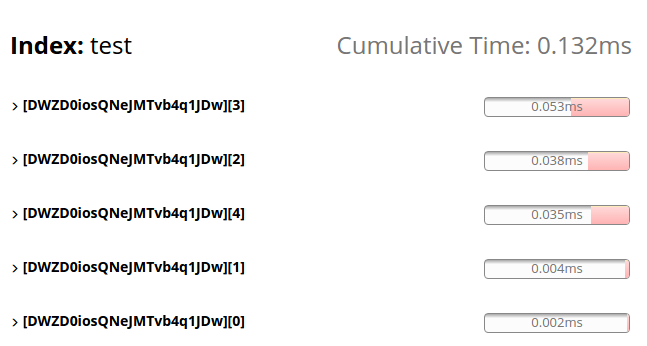 Index: test Cumulative Time: 0.132ms
> [DWZD0iosQNeJMTvb4q1JDw][3] 0.053ms
> [DWZD0iosQNeJMTvb4q1JDw][2] 0.038ms
> [DWZD0iosQNeJMTvb4q1JDw][4] 0.035ms
> [DWZD0iosQNeJMTvb4q1JDw][1] 0.004ms
> [DWZD0iosQNeJMTvb4q1JDw][0] 0.002ms